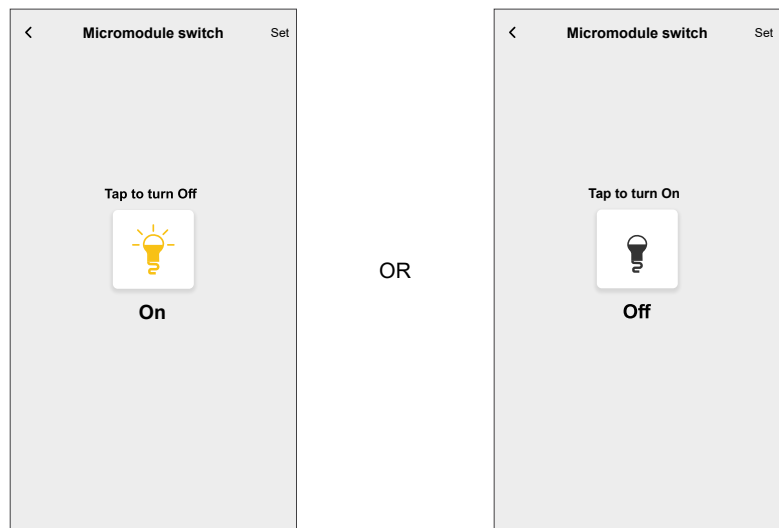 Micromodule switch Set
Tap to turn Off
On
OR
Micromodule switch Set
Tap to turn On
Off